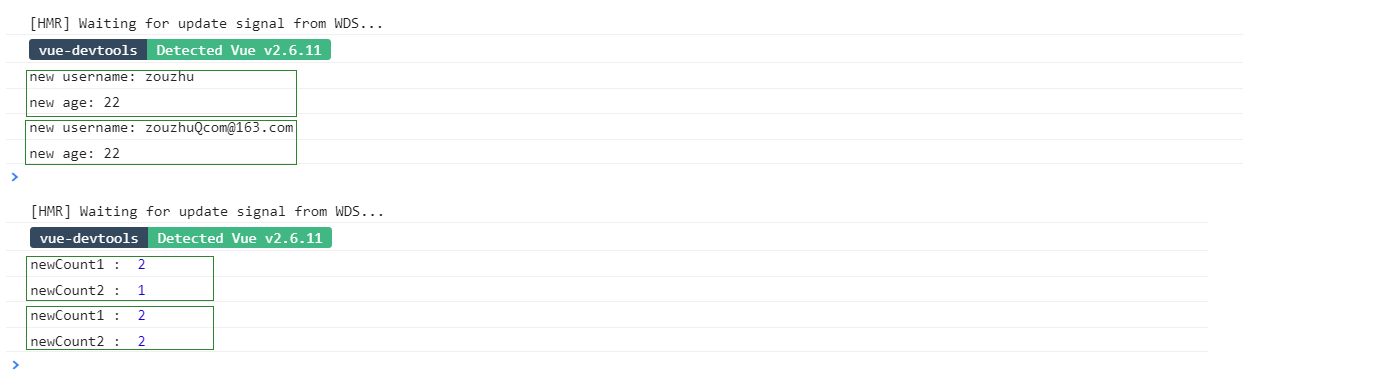 [HMR] Waiting for update signal from WDS...
vue-devtools Detected Vue v2.6.11
new username: zouzhu
new age: 22
new username: zouzhuQcom@163.com
new age: 22
>
[HMR] Waiting for update signal from WDS...
vue-devtools Detected Vue v2.6.11
newCount1 : 2
newCount2 : 1
newCount1 : 2
newCount2 : 2
>